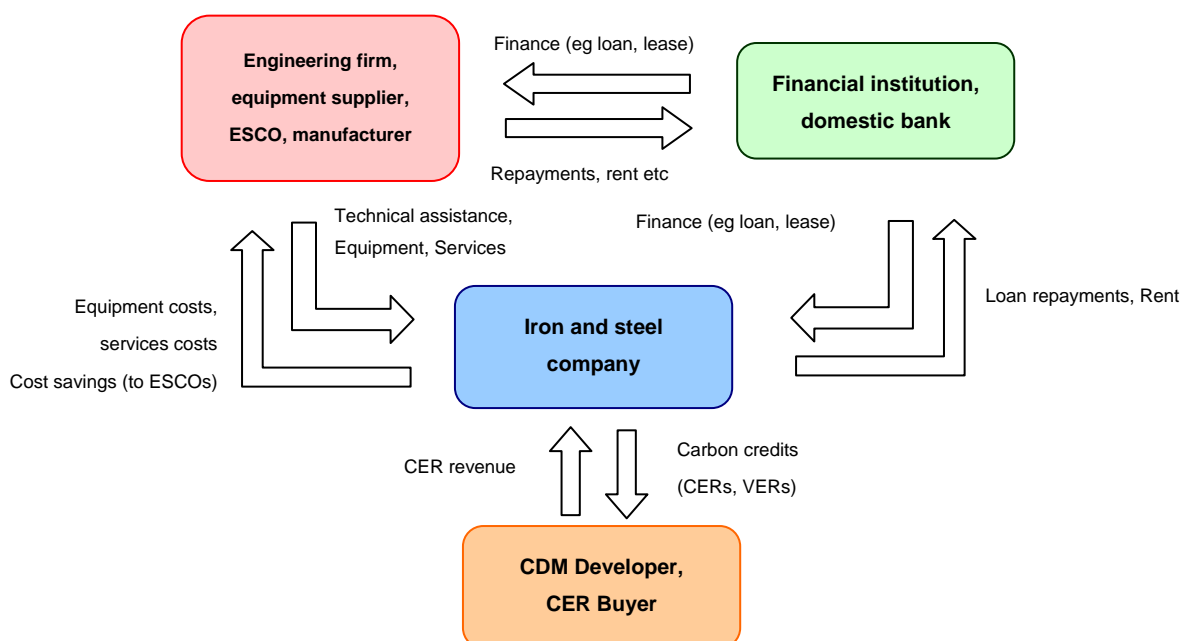 Engineering firm,
equipment supplier,
ESCO, manufacturer
Finance (eg loan, lease)
Repayments, rent etc
Financial institution,
domestic bank
Technical assistance,
Equipment, Services
Finance (eg loan, lease)
Equipment costs,
services costs
Cost savings (to ESCOs)
Iron and steel
company
Loan repayments, Rent
CER revenue
Carbon credits
(CERs, VERs)
CDM Developer,
CER Buyer